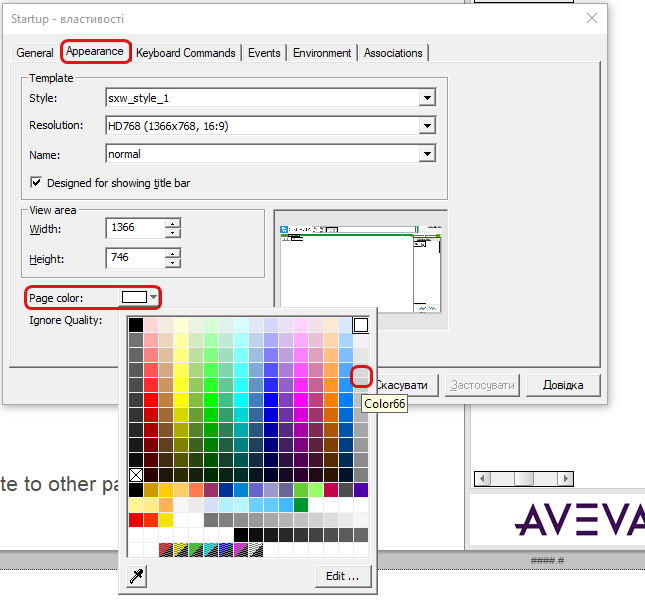 Startup - властивості
General
Appearance
Keyboard Commands
Events
Environment
Associations
Template
Style:
sxw_style_1
Resolution:
HD768 (1366x768, 16:9)
Name:
normal
Designed for showing title bar
View area
Width:
1366
Height:
746
Page color:
Ignore Quality:
Скасувати
Застосувати
Довідка
Color66
te to other pa
AVEVA
####.#
Edit ...